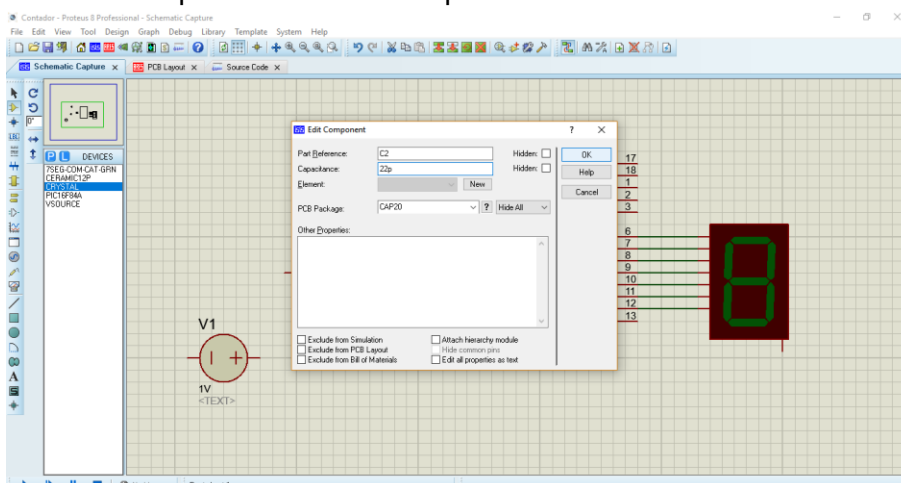 Contador - Proteus 8 Professional - Schematic Capture
File Edit View Tool Design Graph Debug Library Template System Help
Schematic Capture x PCB Layout x Source Code x
0°
P L DEVICES
7SEG-COM-CAT-GRN
CERAMIC12P
CRYSTAL
PIC16F84A
VSOURCE
Edit Component ? X
Part Reference: C2 Hidden: OK
Capacitance: 22p Hidden: Help
Element: New Cancel
PCB Package: CAP20 ? Hide All
Other Properties:
Exclude from Simulation Attach hierarchy module
Exclude from PCB Layout Hide common pins
Exclude from Bill of Materials Edit all properties as text
17
18
1
2
3
6
7
8
9
10
11
12
13
V1
1V
<TEXT>